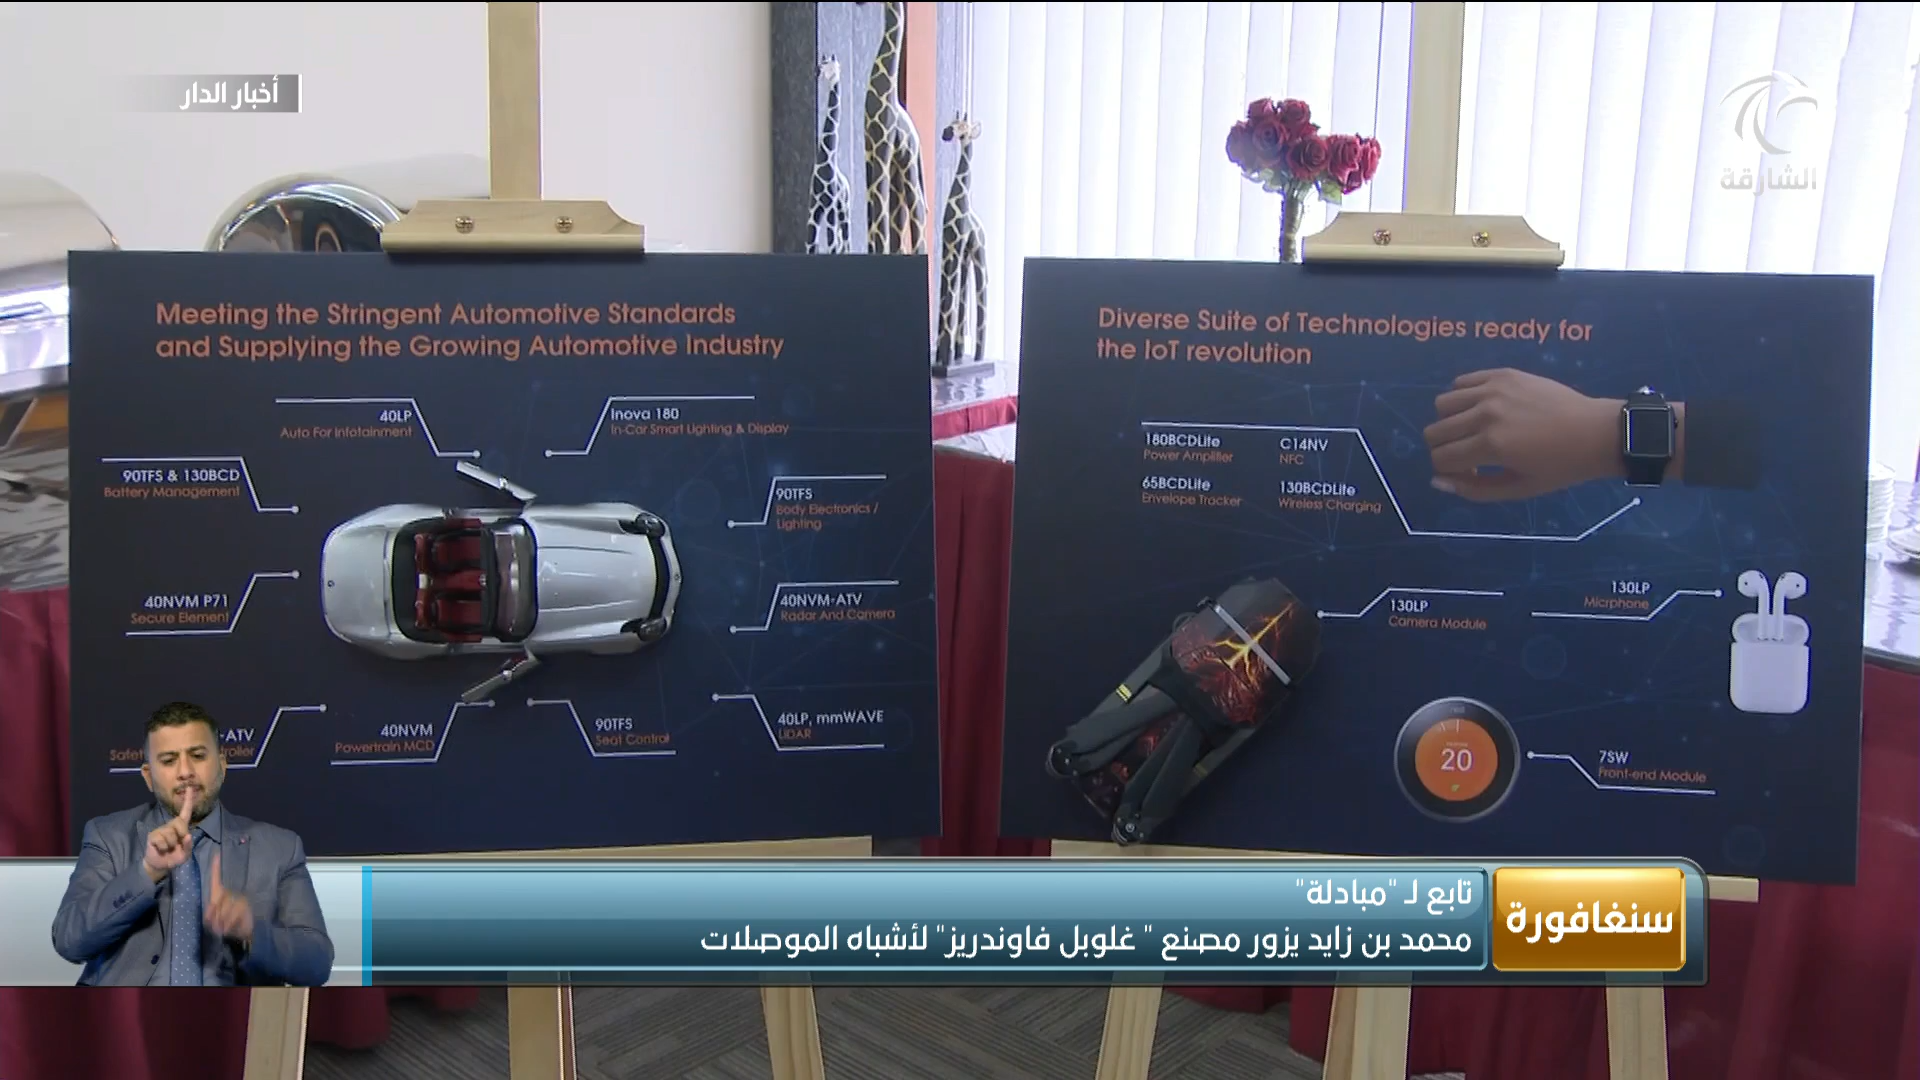 أخبار الدار
الشارقة
Meeting the Stringent Automotive Standards
and Supplying the Growing Automotive Industry
40LP
Auto For Infotainment
Inova 180
In-Car Smart Lighting & Display
90TFS & 130BCD
Battery Management
90TFS
Body Electronics /
Lighting
40NVM P71
Secure Element
40NVM-ATV
Radar And Camera
-ATV
40NVM
Powertrain MCD
90TFS
Seat Control
40LP, mmWAVE
LiDAR
Diverse Suite of Technologies ready for
the IoT revolution
180BCDLite
Power Amplifier
C14NV
NFC
65BCDLite
Envelope Tracker
130BCDLite
Wireless Charging
130LP
Camera Module
130LP
Micrphone
20
7SW
Front-end Module
سنغافورة
تابع لـ "مبادلة"
محمد بن زايد يزور مصنع " غلوبل فاوندريز" لأشباه الموصلات